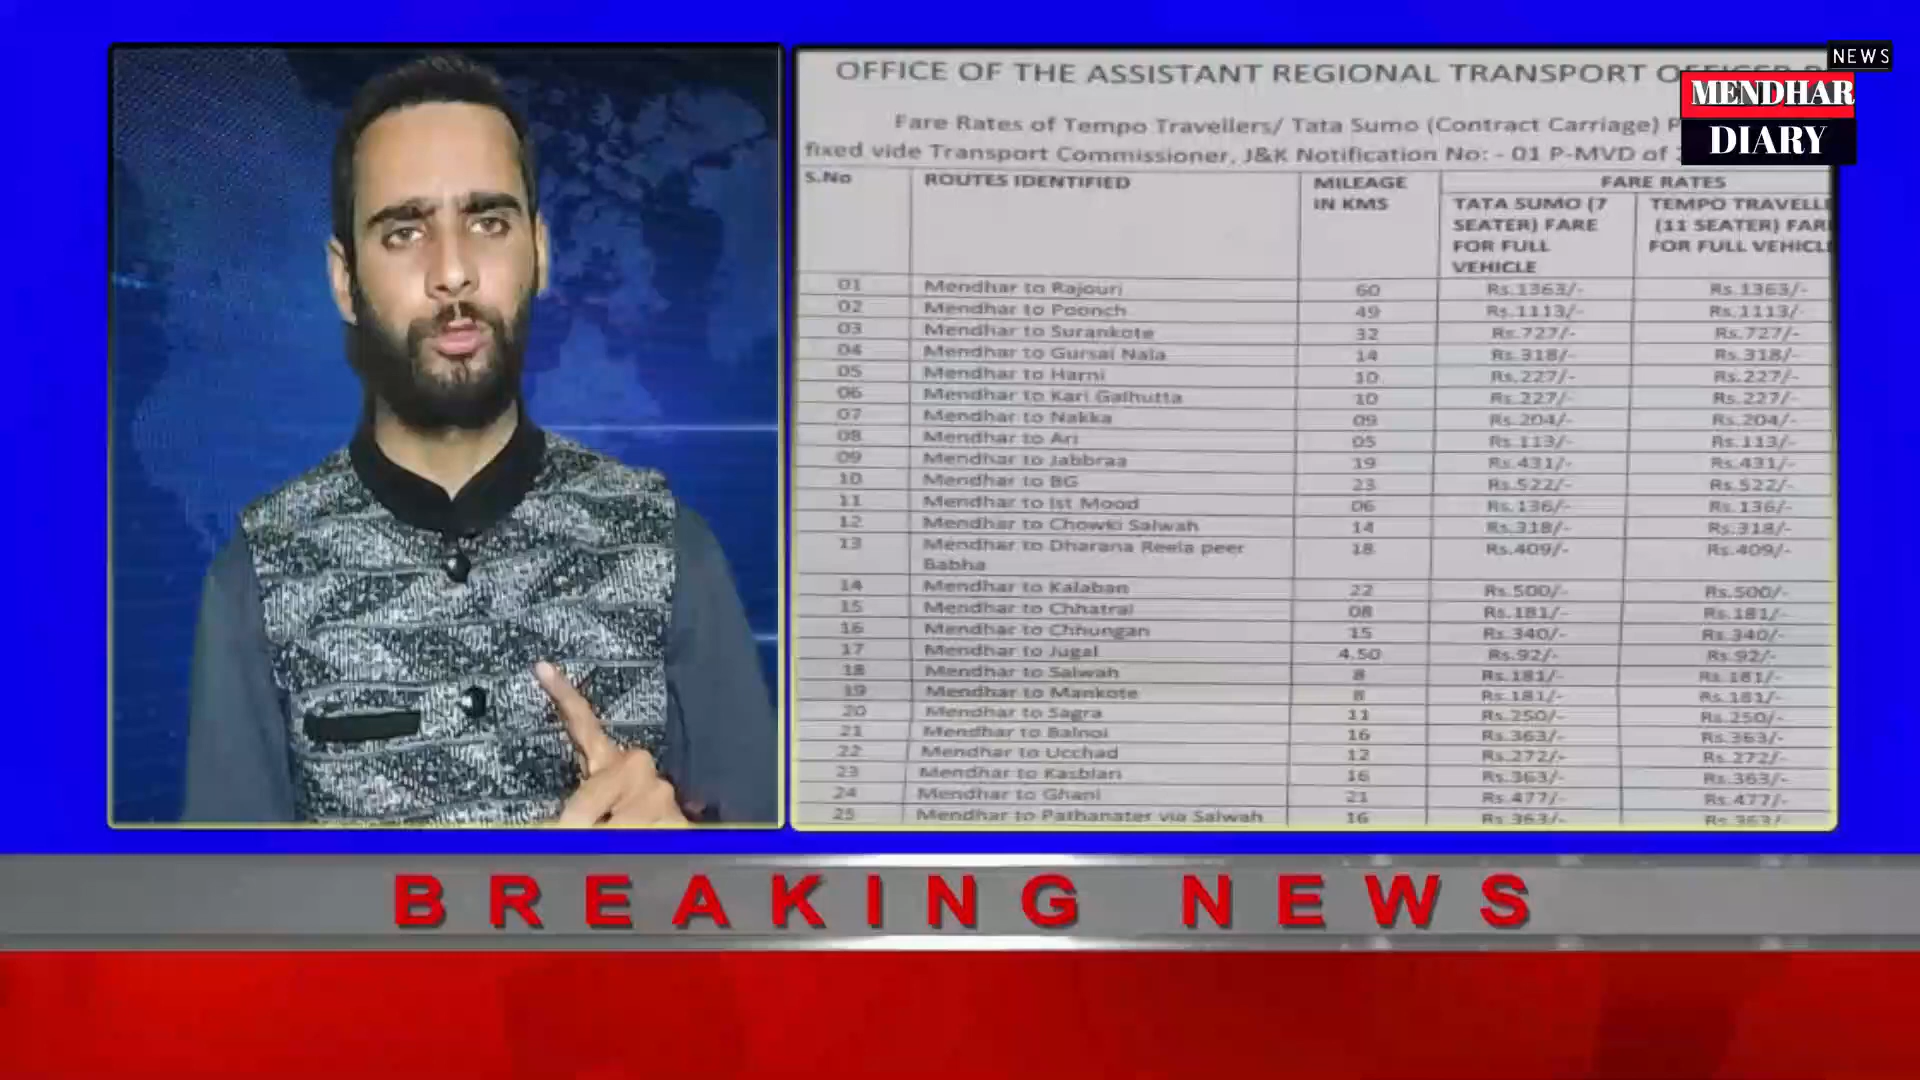 NEWS
MENDHAR
DIARY
OFFICE OF THE ASSISTANT REGIONAL TRANSPORT
Fare Rates of Tempo Travellers/ Tata Sumo (Contract Carriage)
fixed vide Transport Commissioner, J&K Notification No: - 01 P-MVD of
S.No ROUTES IDENTIFIED MILEAGE IN KMS FARE RATES
TATA SUMO (7 SEATER) FARE FOR FULL VEHICLE
TEMPO TRAVELLE (11 SEATER) FAR FOR FULL VEHICL
01 Mendhar to Rajouri 60 Rs.1363/- Rs.1363/-
02 Mendhar to Poonch 49 Rs.1113/- Rs.1113/-
03 Mendhar to Surankote 32 Rs.727/- Rs.727/-
04 Mendhar to Gursai Nala 14 Rs.318/- Rs.318/-
05 Mendhar to Harni 10 Rs.227/- Rs.227/-
06 Mendhar to Kari Galhutta 10 Rs.227/- Rs.227/-
07 Mendhar to Nakka 09 Rs.204/- Rs.204/-
08 Mendhar to Ari 05 Rs 113/- Rs.113/-
09 Mendhar to Jabbraa 19 Rs.431/- Rs.431/-
10 Mendhar to BG 23 Rs.522/- Rs.522/-
11 Mendhar to Ist Mood 06 Rs.136/- Rs.136/-
12 Mendhar to Chowki Salwah 14 Rs.318/- Rs.318/-
13 Mendhar to Dharana Reela peer Babha 18 Rs.409/- Rs.409/-
14 Mendhar to Kalaban 22 Rs.500/- Rs.500/-
15 Mendhar to Chhatral 08 Rs.181/- Rs.181/-
16 Mendhar to Chhungan 15 Rs.340/- Rs.340/-
17 Mendhar to Jugal 4.50 Rs.92/- Rs.92/-
18 Mendhar to Salwah 8 Rs.181/- Rs.181/-
19 Mendhar to Mankote 8 Rs.181/- Rs.181/-
20 Mendhar to Sagra 11 Rs.250/- Rs.250/-
21 Mendhar to Balnoi 16 Rs.363/- Rs.363/-
22 Mendhar to Ucchad 12 Rs.272/- Rs.272/-
23 Mendhar to Kasblari 16 Rs.363/- Rs.363/-
24 Mendhar to Ghani 21 Rs.477/- Rs.477/-
25 Mendhar to Pathanater via Salwah 16 Rs 363/- Rs.363/-
BREAKING NEWS